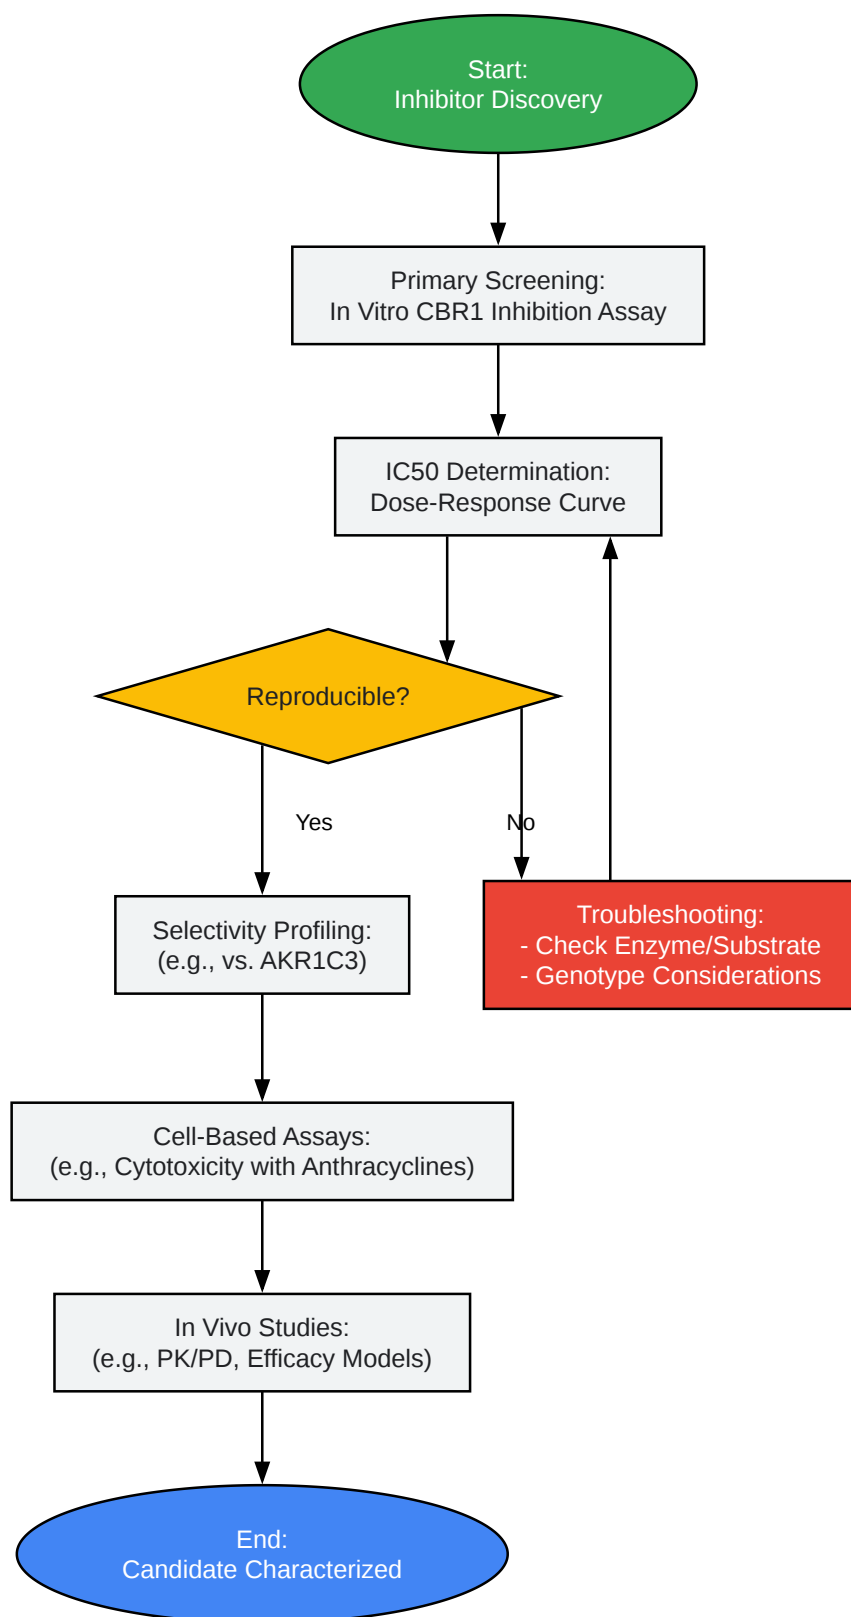 Start:
Inhibitor Discovery
Primary Screening:
In Vitro CBR1 Inhibition Assay
IC50 Determination:
Dose-Response Curve
Reproducible?
Yes
No
Selectivity Profiling:
(e.g., vs. AKR1C3)
Troubleshooting:
- Check Enzyme/Substrate
- Genotype Considerations
Cell-Based Assays:
(e.g., Cytotoxicity with Anthracyclines)
In Vivo Studies:
(e.g., PK/PD, Efficacy Models)
End:
Candidate Characterized